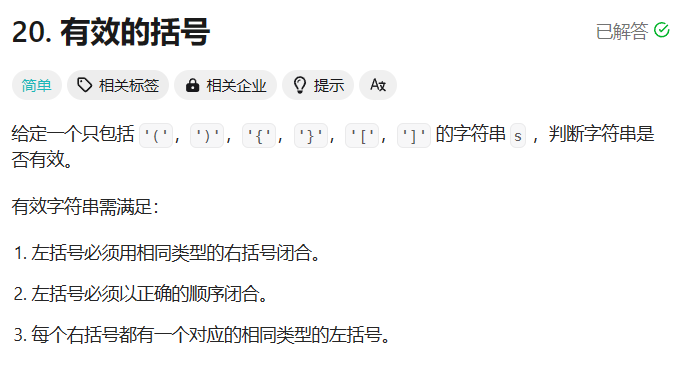 20. 有效的括号
已解答
简单 相关标签 相关企业 提示 Aあ
给定一个只包括 '(', ')', '{', '}', '[', ']' 的字符串 s ，判断字符串是
否有效。
有效字符串需满足：
1. 左括号必须用相同类型的右括号闭合。
2. 左括号必须以正确的顺序闭合。
3. 每个右括号都有一个对应的相同类型的左括号。